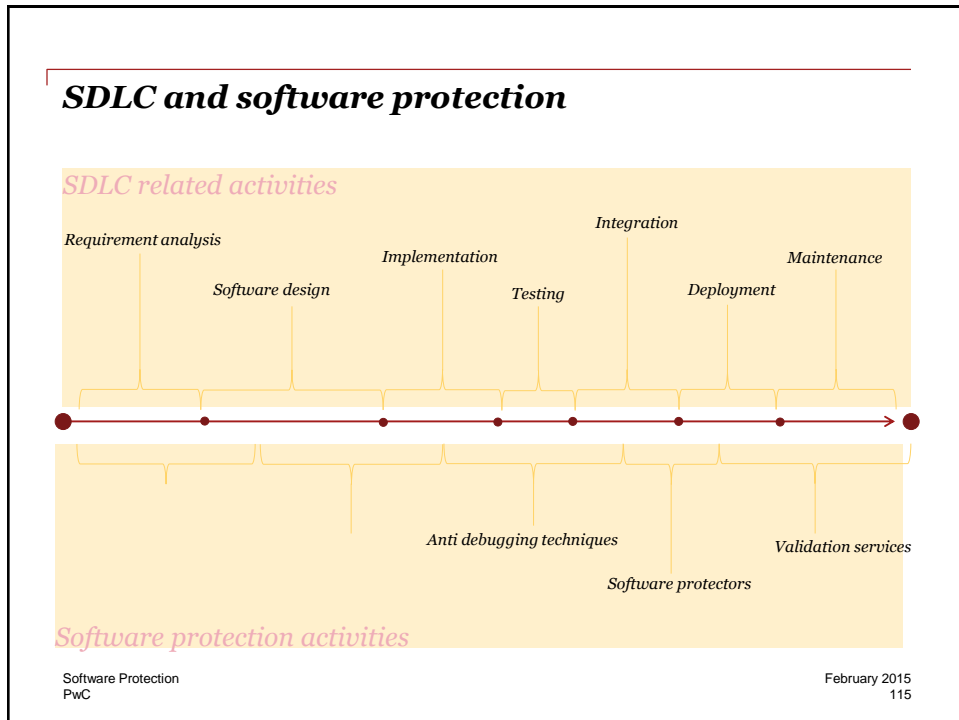 SDLC and software protection
SDLC related activities
Requirement analysis
Software design
Implementation
Testing
Integration
Deployment
Maintenance
Anti debugging techniques
Software protectors
Validation services
Software protection activities
Software Protection
PwC
February 2015
115